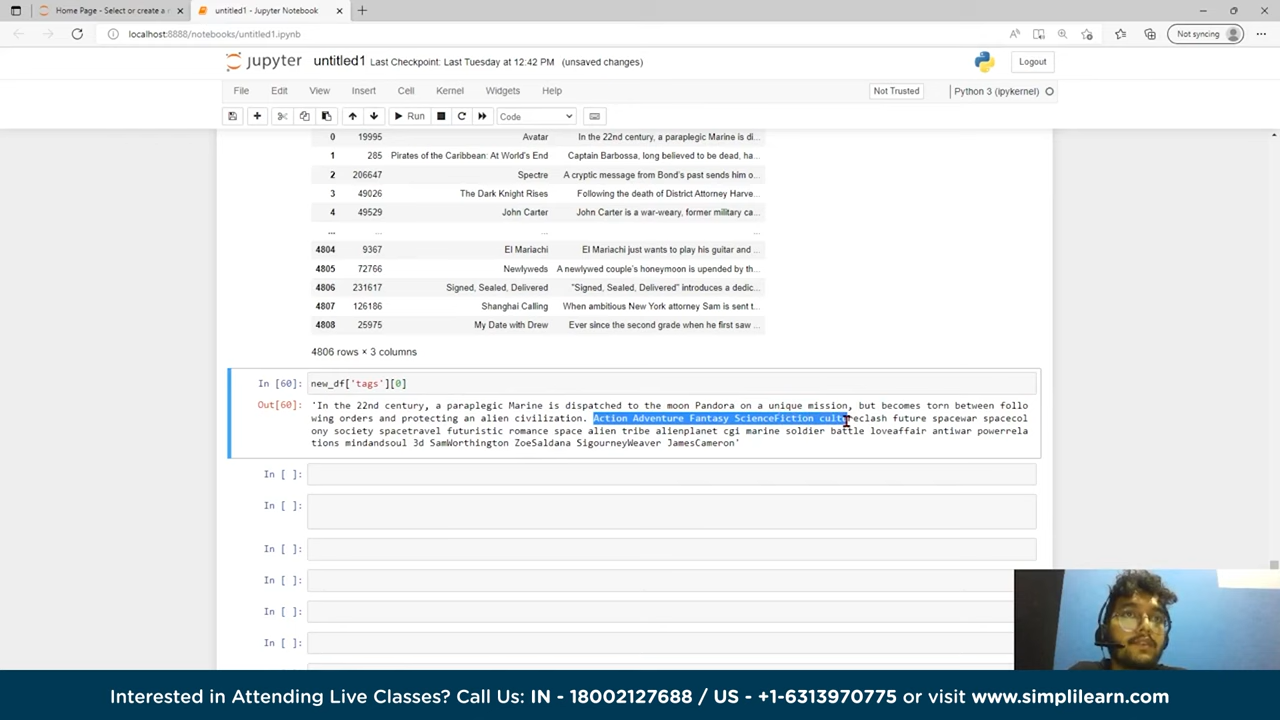 Home Page - Select or create a n
untitled1 - Jupyter Notebook
localhost:8888/notebooks/untitled1.ipynb
Not syncing
jupyter untitled1 Last Checkpoint: Last Tuesday at 12:42 PM (unsaved changes)
Logout
File Edit View Insert Cell Kernel Widgets Help
Not Trusted
Python 3 (ipykernel)
Run
Code
0 19995 Avatar In the 22nd century, a paraplegic Marine is di...
1 285 Pirates of the Caribbean: At World's End Captain Barbossa, long believed to be dead, ha...
2 206647 Spectre A cryptic message from Bond's past sends him o...
3 49026 The Dark Knight Rises Following the death of District Attorney Harve...
4 49529 John Carter John Carter is a war-weary, former military ca...
... ... ... ...
4804 9367 El Mariachi El Mariachi just wants to play his guitar and ...
4805 72766 Newlyweds A newlywed couple's honeymoon is upended by th...
4806 231617 Signed, Sealed, Delivered "Signed, Sealed, Delivered" introduces a dedic...
4807 126186 Shanghai Calling When ambitious New York attorney Sam is sent t...
4808 25975 My Date with Drew Ever since the second grade when he first saw ...
4806 rows × 3 columns
In [60]: new_df['tags'][0]
Out[60]: 'In the 22nd century, a paraplegic Marine is dispatched to the moon Pandora on a unique mission, but becomes torn between follo
wing orders and protecting an alien civilization. Action Adventure Fantasy ScienceFiction cultureclash future spacewar spacecol
ony society spacetravel futuristic romance space alien tribe alienplanet cgi marine soldier battle loveaffair antiwar powerrela
tions mindandsoul 3d SamWorthington ZoeSaldana SigourneyWeaver JamesCameron'
In [ ]:
In [ ]:
In [ ]:
In [ ]:
In [ ]:
In [ ]:
Interested in Attending Live Classes? Call Us: IN - 18002127688 / US - +1-6313970775 or visit www.simplilearn.com